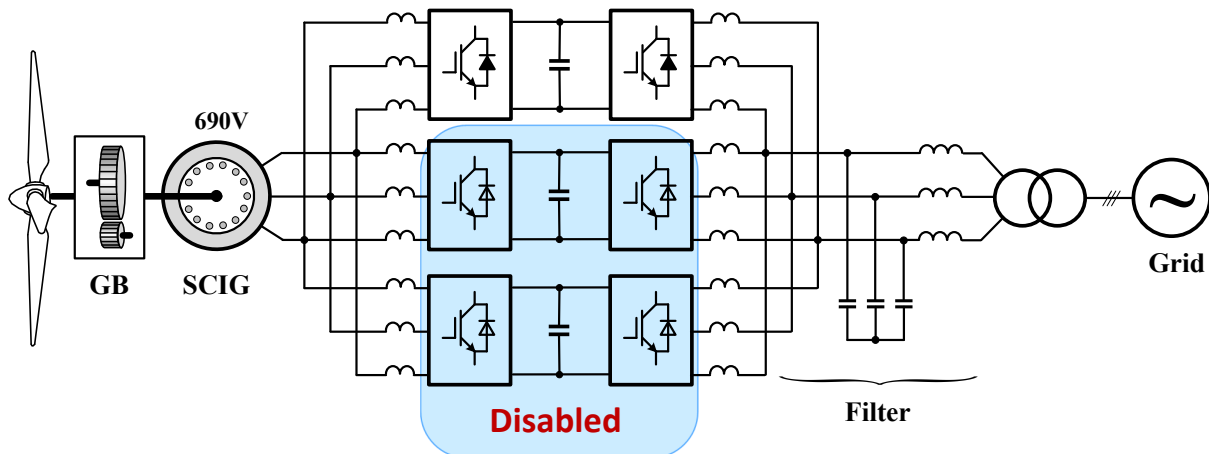 690V
GB
SCIG
Disabled
Filter
Grid